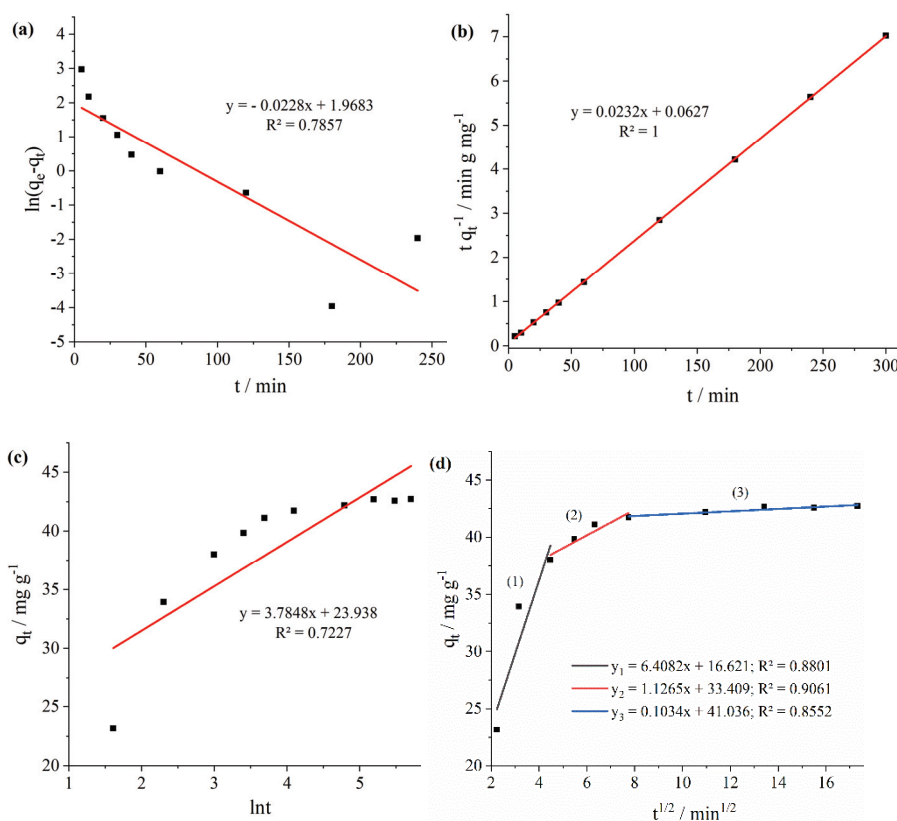 (a)
4
3
2
1
0
-1
-2
-3
-4
-5
ln(qₑ-qₜ)
y = - 0.0228x + 1.9683
R² = 0.7857
0 50 100 150 200 250
t / min
(b)
7
6
5
4
3
2
1
0
t qₜ⁻¹ / min g mg⁻¹
y = 0.0232x + 0.0627
R² = 1
0 50 100 150 200 250 300
t / min
(c)
45
40
35
30
25
20
qₜ / mg g⁻¹
y = 3.7848x + 23.938
R² = 0.7227
1 2 3 4 5
lnt
(d)
45
40
35
30
25
20
qₜ / mg g⁻¹
(1)
(2)
(3)
y₁ = 6.4082x + 16.621; R² = 0.8801
y₂ = 1.1265x + 33.409; R² = 0.9061
y₃ = 0.1034x + 41.036; R² = 0.8552
2 4 6 8 10 12 14 16
t¹/² / min¹/²